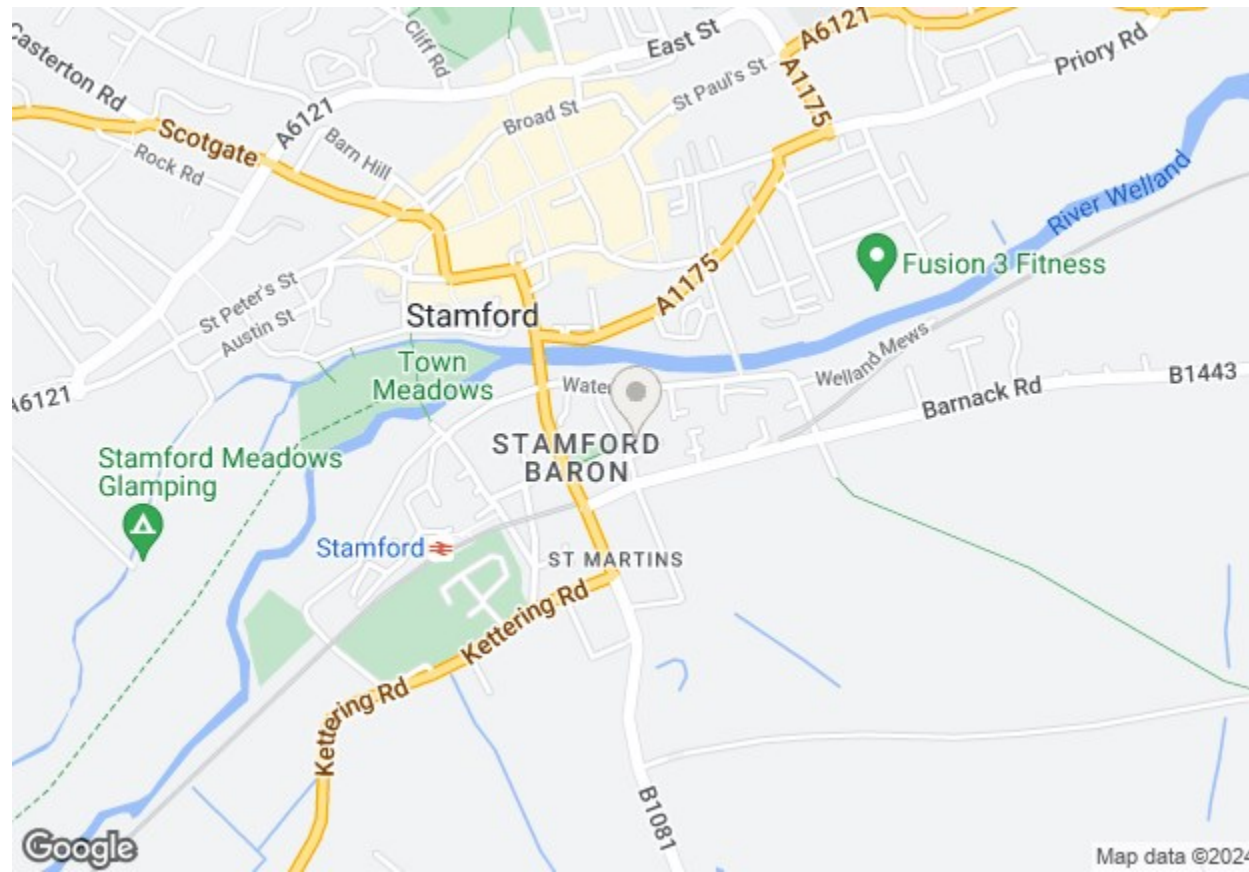 Casterton Rd
Cliff Rd
East St
A6121
Priory Rd
A6121
St Paul's St
A1175
Broad St
Scotgate
Barn Hill
Rock Rd
River Welland
Fusion 3 Fitness
A1175
St Peter's St
Austin St
Stamford
Town
Meadows
A6121
Welland Mews
Water
Barnack Rd
B1443
STAMFORD
BARON
Stamford Meadows
Glamping
Stamford
ST MARTINS
Kettering Rd
Kettering Rd
B1081
Google
Map data ©2024